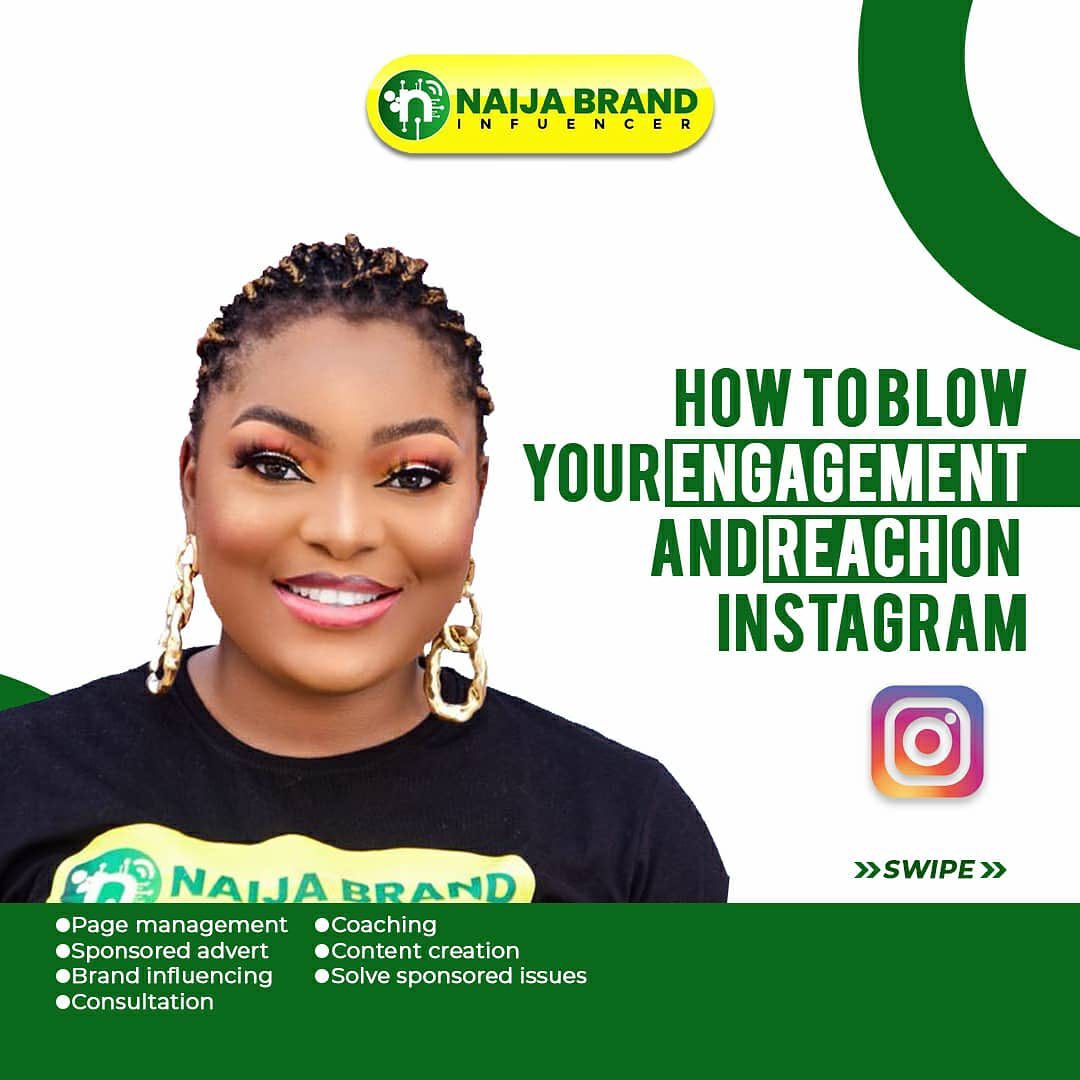 NAIJA BRAND
INFUENCER
HOW TO BLOW
YOUR ENGAGEMENT
AND REACH ON
INSTAGRAM
»SWIPE»
NAIJA BRAND
●Page management
●Sponsored advert
●Brand influencing
●Consultation
●Coaching
●Content creation
●Solve sponsored issues